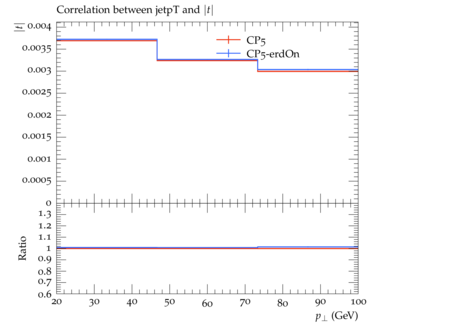 Correlation between jetpT and |t|
|t|
0.004
0.0035
0.003
0.0025
0.002
0.0015
0.001
0.0005
0
CP5
CP5-erdOn
Ratio
1.3
1.2
1.1
1
0.9
0.8
0.7
0.6
20 30 40 50 60 70 80 90 100
p⊥ (GeV)